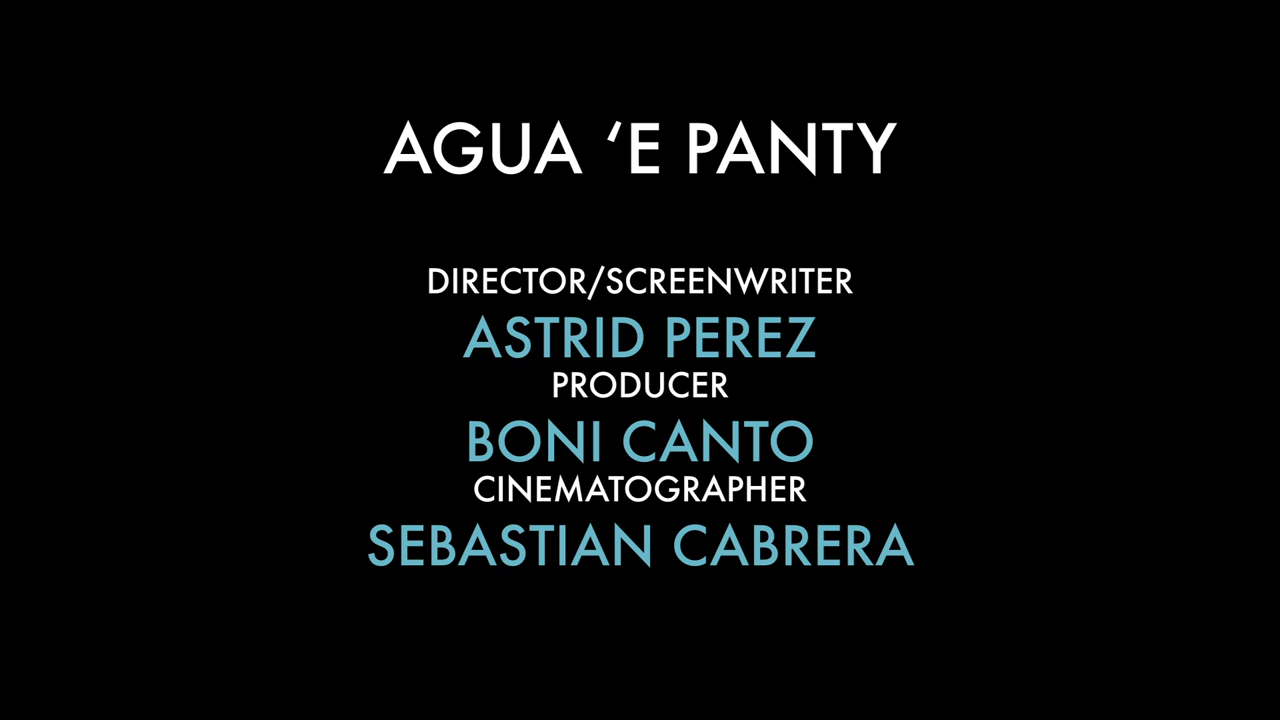 AGUA ‘E PANTY
DIRECTOR/SCREENWRITER
ASTRID PEREZ
PRODUCER
BONI CANTO
CINEMATOGRAPHER
SEBASTIAN CABRERA